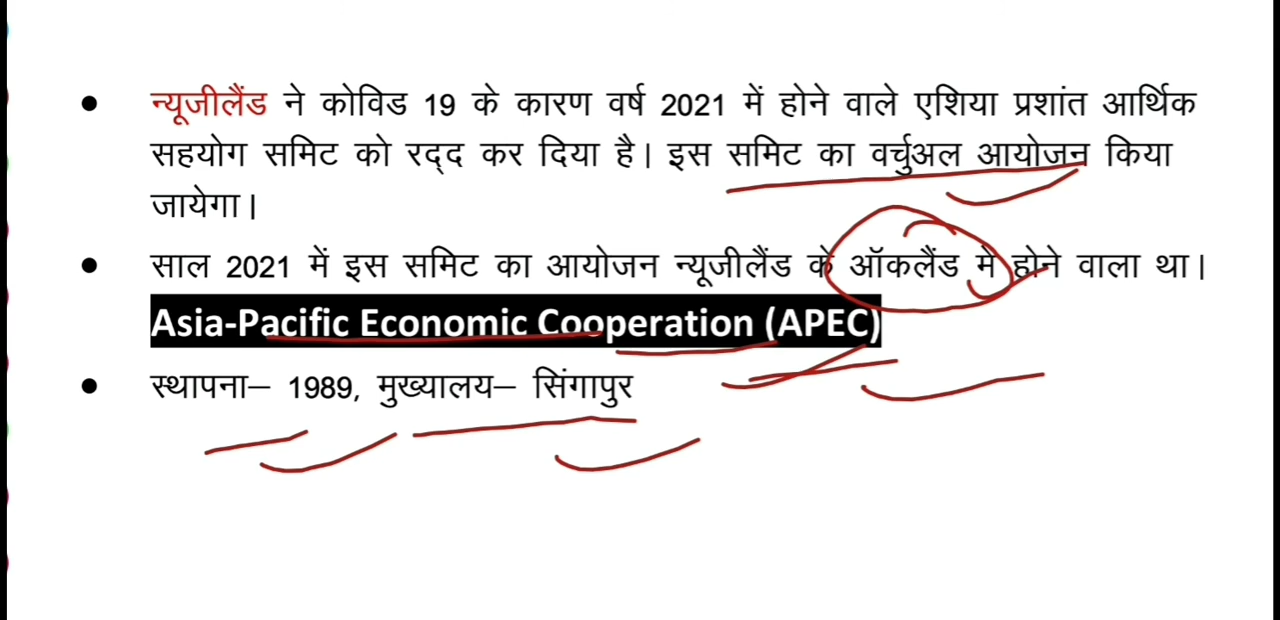 • न्यूजीलैंड ने कोविड 19 के कारण वर्ष 2021 में होने वाले एशिया प्रशांत आर्थिक
सहयोग समिट को रद्द कर दिया है। इस समिट का वर्चुअल आयोजन किया
जायेगा।
• साल 2021 में इस समिट का आयोजन न्यूजीलैंड के ऑकलैंड मे होने वाला था।
Asia-Pacific Economic Cooperation (APEC)
• स्थापना– 1989, मुख्यालय– सिंगापुर